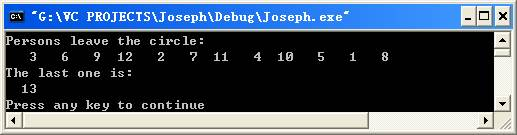 "G:\VC PROJECTS\Joseph\Debug\Joseph.exe"
Persons leave the circle:
3 6 9 12 2 7 11 4 10 5 1 8
The last one is:
13
Press any key to continue